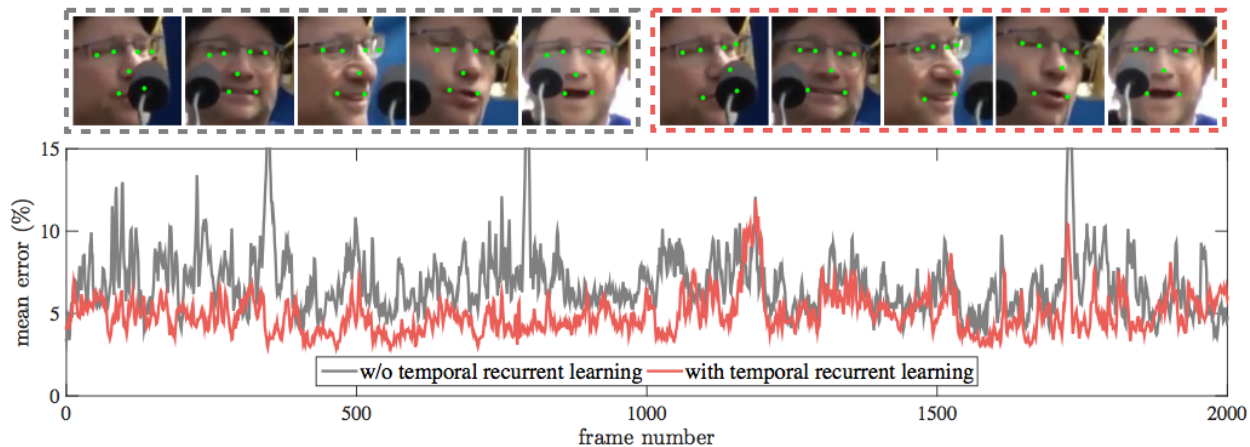 15
10
5
0
mean error (%)
w/o temporal recurrent learning
with temporal recurrent learning
0
500
1000
1500
2000
frame number